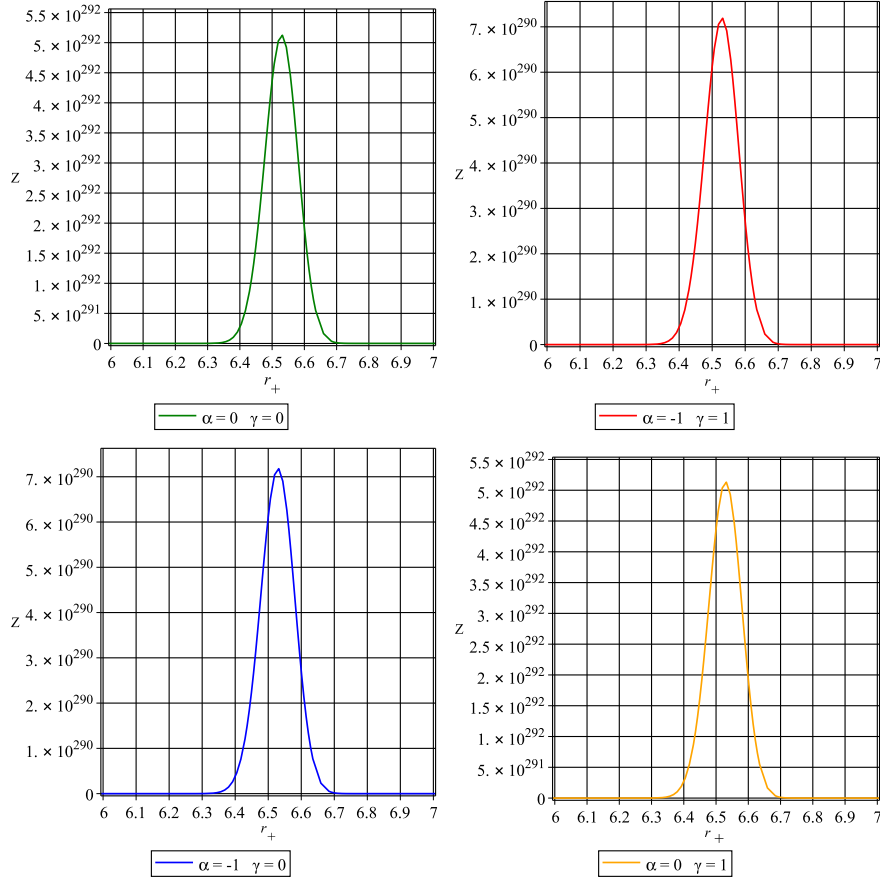 5.5 × 10^292
5. × 10^292
4.5 × 10^292
4. × 10^292
3.5 × 10^292
3. × 10^292
Z
2.5 × 10^292
2. × 10^292
1.5 × 10^292
1. × 10^292
5. × 10^291
0
6 6.1 6.2 6.3 6.4 6.5 6.6 6.7 6.8 6.9 7
r+
α = 0 γ = 0
7. × 10^290
6. × 10^290
5. × 10^290
4. × 10^290
Z
3. × 10^290
2. × 10^290
1. × 10^290
0
6 6.1 6.2 6.3 6.4 6.5 6.6 6.7 6.8 6.9 7
r+
α = -1 γ = 1
7. × 10^290
6. × 10^290
5. × 10^290
4. × 10^290
Z
3. × 10^290
2. × 10^290
1. × 10^290
0
6 6.1 6.2 6.3 6.4 6.5 6.6 6.7 6.8 6.9 7
r+
α = -1 γ = 0
5.5 × 10^292
5. × 10^292
4.5 × 10^292
4. × 10^292
3.5 × 10^292
3. × 10^292
Z
2.5 × 10^292
2. × 10^292
1.5 × 10^292
1. × 10^292
5. × 10^291
0
6 6.1 6.2 6.3 6.4 6.5 6.6 6.7 6.8 6.9 7
r+
α = 0 γ = 1